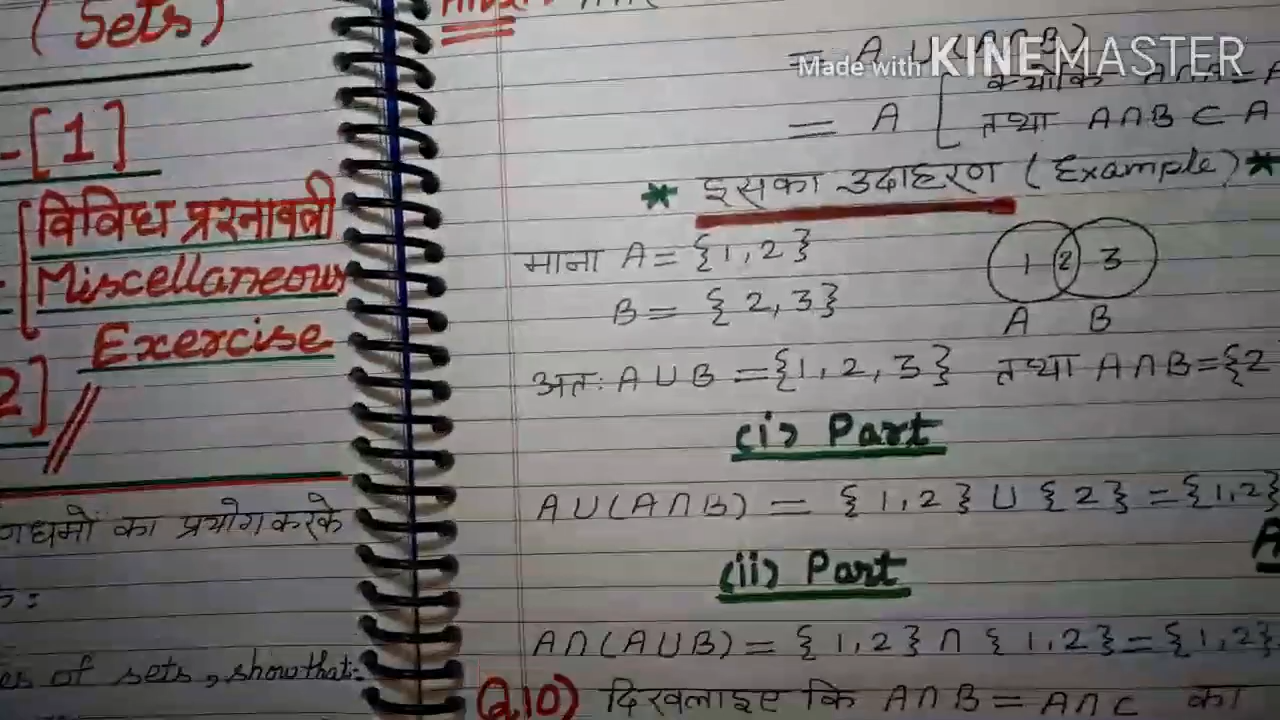 (Sets)
-[1]
विविध प्रश्नावली
Miscellaneous
Exercise
2]
का प्रयोग करके
of sets, show that:
= A ∪ (A∩B)
Made with KINEMASTER
= A [ तथा A∩B ⊂ A
* इसका उदाहरण (Example) *
माना A = {1,2}
B = { 2, 3}
1 2 3
A B
अतः A ∪ B = {1, 2, 3} तथा A∩B={2
(i) Part
A∪(A∩B) = { 1,2 } ∪ { 2 } = {1,2}
(ii) Part
A∩(A∪B) = { 1,2 } ∩ { 1,2 } = {1,2}
Q.10) दिखलाइए कि A∩B = A∩C का